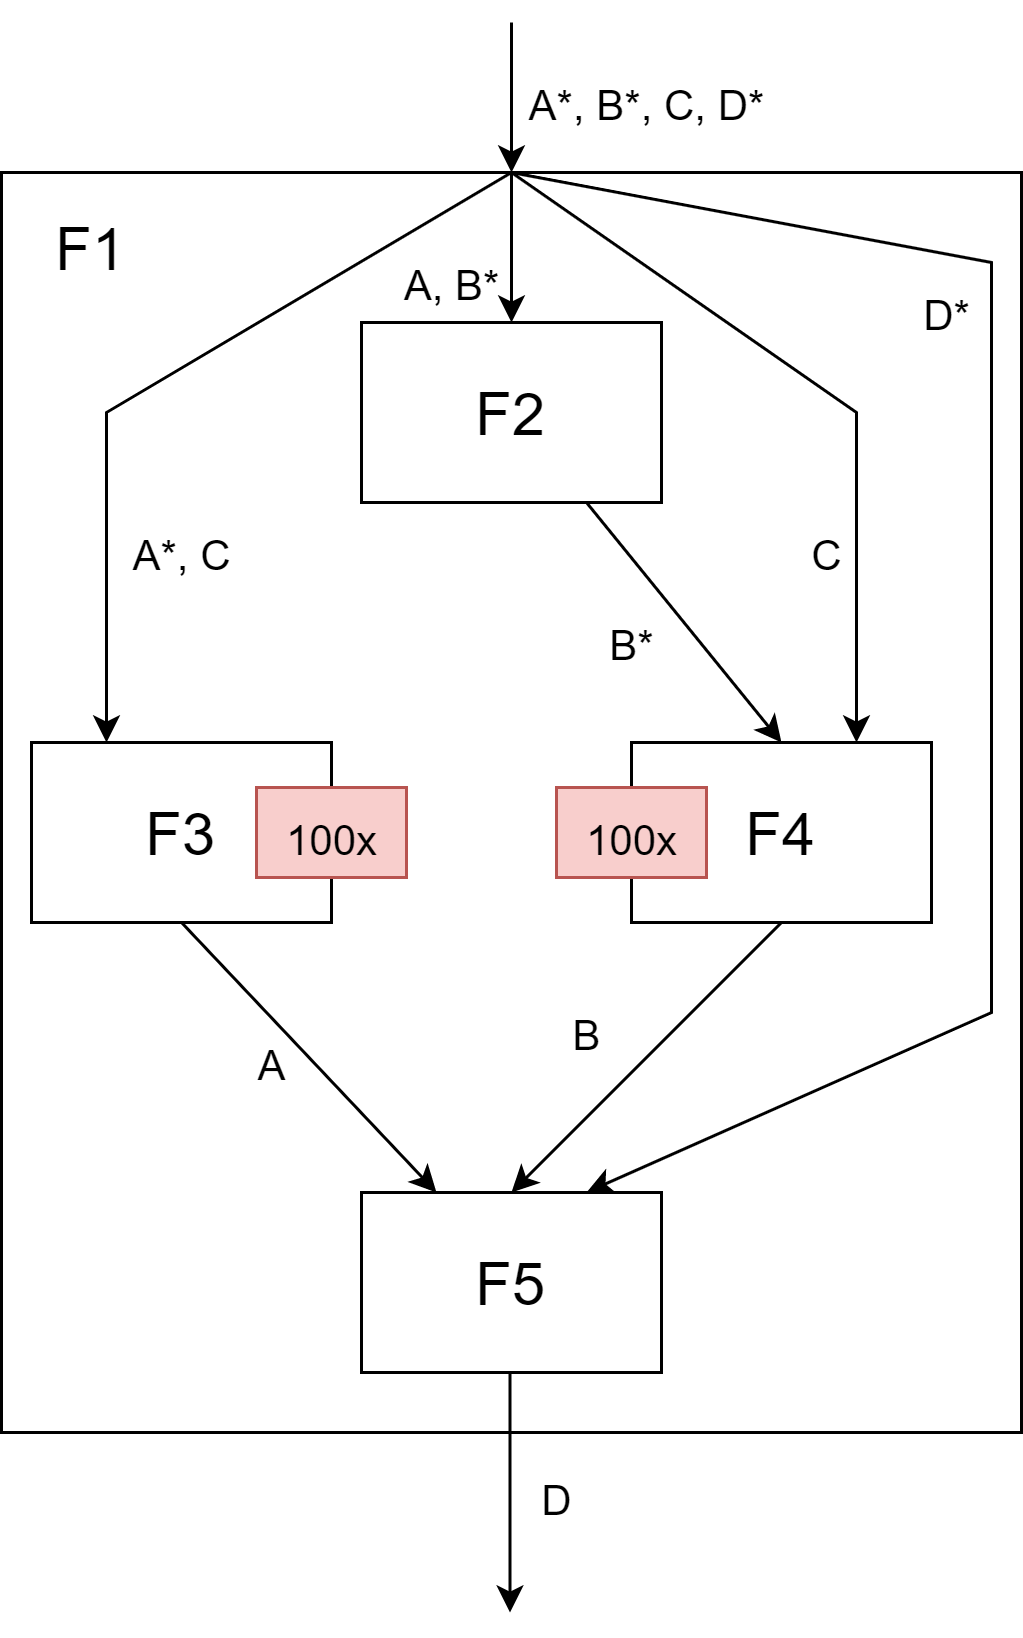 A*, B*, C, D*
F1
A, B*
D*
F2
A*, C
C
B*
F3
100x
100x
F4
B
A
F5
D